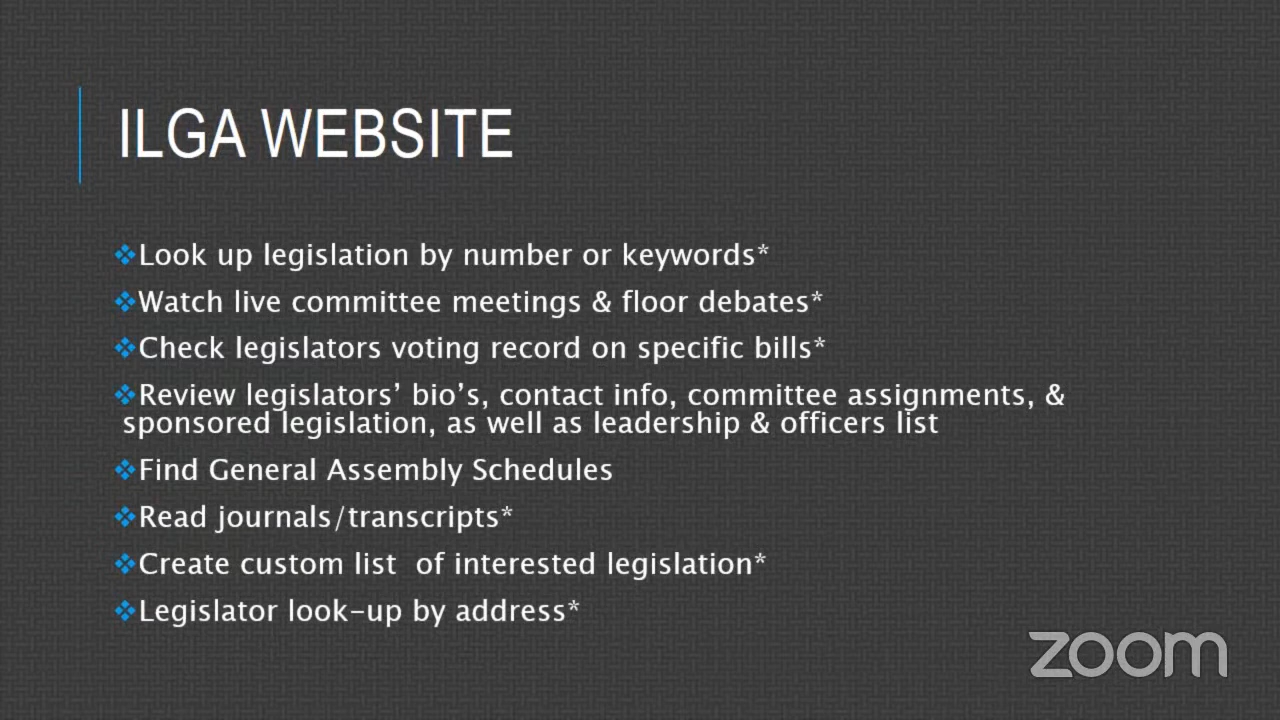 ILGA WEBSITE
❖Look up legislation by number or keywords*
❖Watch live committee meetings & floor debates*
❖Check legislators voting record on specific bills*
❖Review legislators’ bio’s, contact info, committee assignments, &
sponsored legislation, as well as leadership & officers list
❖Find General Assembly Schedules
❖Read journals/transcripts*
❖Create custom list  of interested legislation*
❖Legislator look-up by address*
zoom